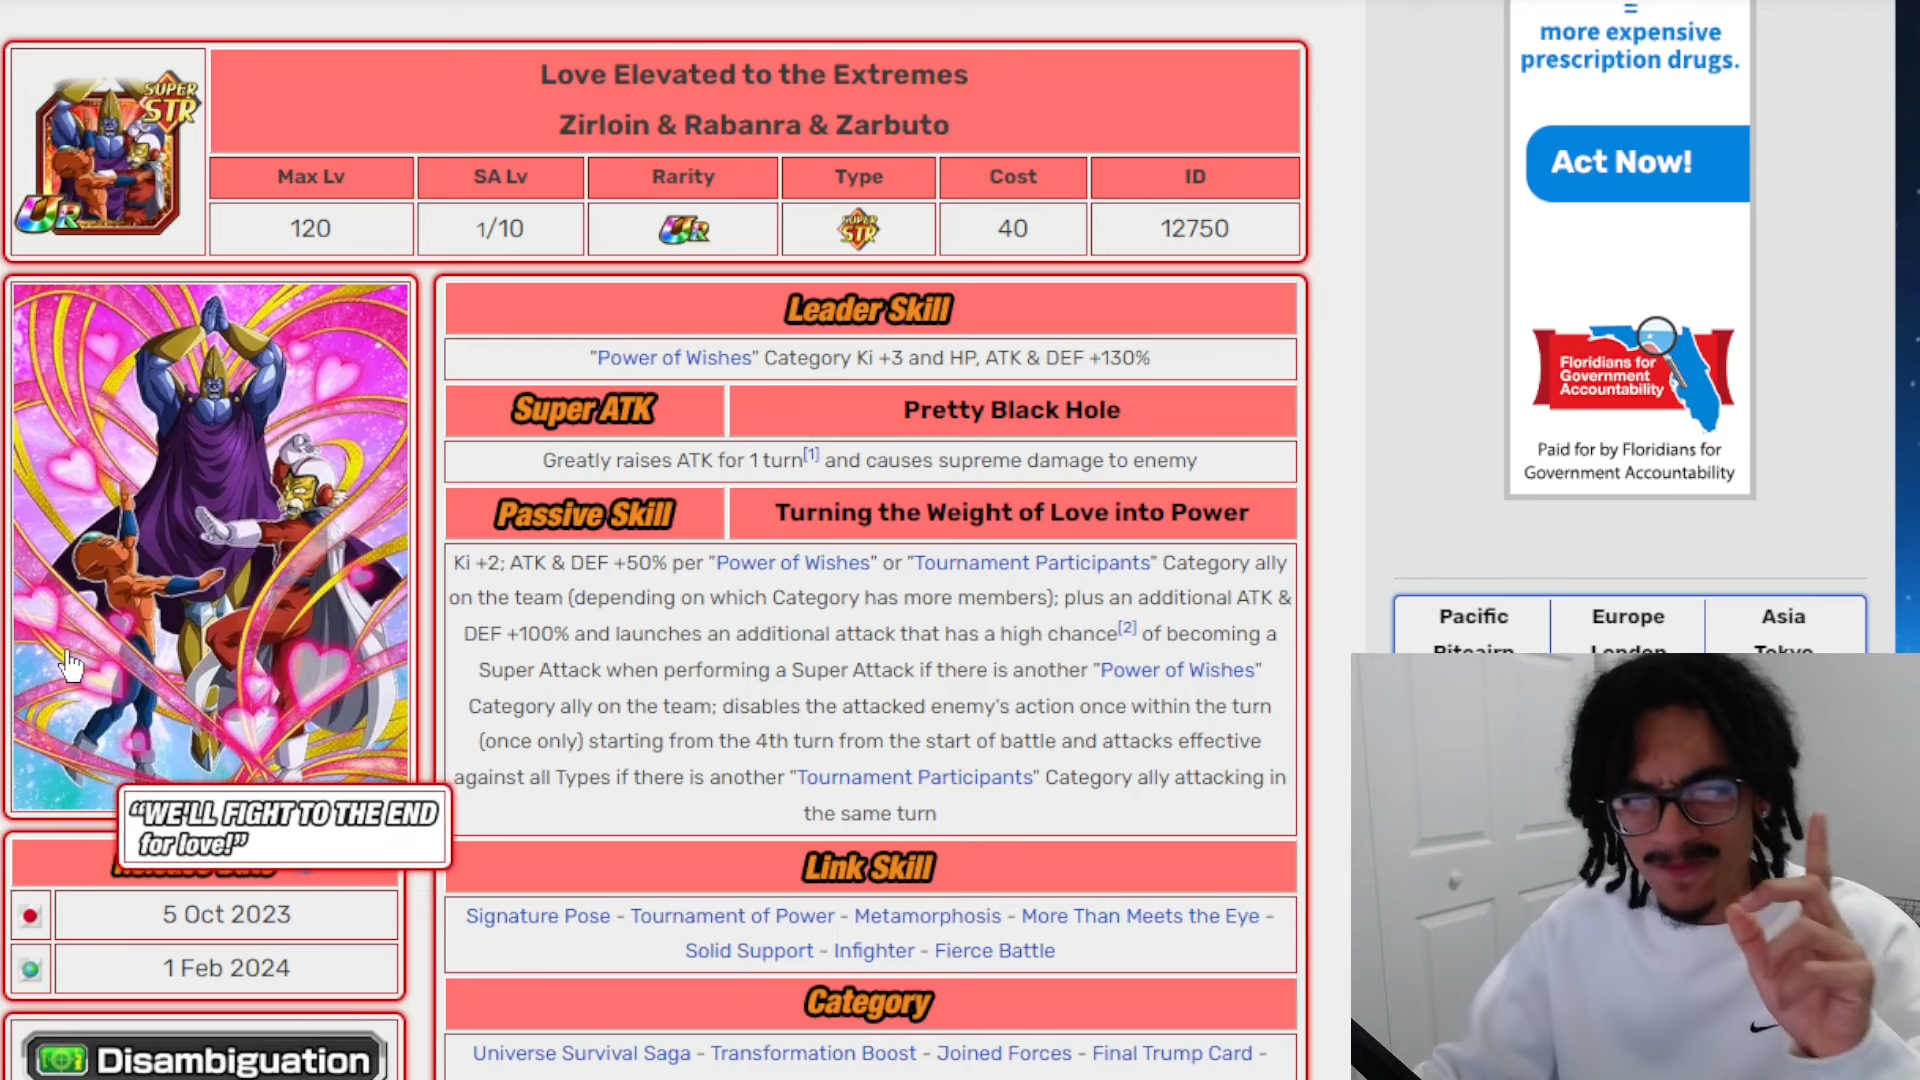 Love Elevated to the Extremes
Zirloin & Rabanra & Zarbuto
SUPER
STR
UR
Max Lv SA Lv Rarity Type Cost ID
120 1/10 UR SUPER STR 40 12750
Leader Skill
"Power of Wishes" Category Ki +3 and HP, ATK & DEF +130%
Super ATK Pretty Black Hole
Greatly raises ATK for 1 turn[1] and causes supreme damage to enemy
Passive Skill Turning the Weight of Love into Power
Ki +2; ATK & DEF +50% per "Power of Wishes" or "Tournament Participants" Category ally
on the team (depending on which Category has more members); plus an additional ATK &
DEF +100% and launches an additional attack that has a high chance[2] of becoming a
Super Attack when performing a Super Attack if there is another "Power of Wishes"
Category ally on the team; disables the attacked enemy's action once within the turn
(once only) starting from the 4th turn from the start of battle and attacks effective
against all Types if there is another "Tournament Participants" Category ally attacking in
the same turn
"WE'LL FIGHT TO THE END
for love!"
5 Oct 2023
1 Feb 2024
Disambiguation
Link Skill
Signature Pose - Tournament of Power - Metamorphosis - More Than Meets the Eye -
Solid Support - Infighter - Fierce Battle
Category
Universe Survival Saga - Transformation Boost - Joined Forces - Final Trump Card -
=
more expensive
prescription drugs.
Act Now!
Floridians for
Government
Accountability
Paid for by Floridians for
Government Accountability
Pacific Europe Asia
Pitcairn London Tokyo